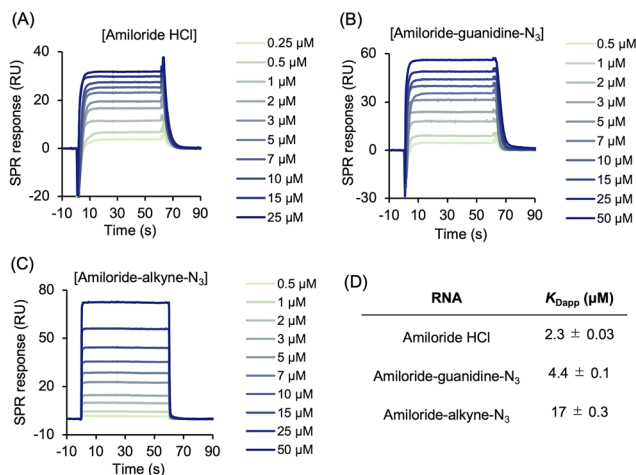 (A)
[Amiloride HCl]
SPR response (RU)
40
20
0
-20
-10 10 30 50 70 90
Time (s)
0.25 µM
0.5 µM
1 µM
2 µM
3 µM
5 µM
7 µM
10 µM
15 µM
25 µM
(B)
[Amiloride-guanidine-N3]
SPR response (RU)
60
30
0
-30
-10 10 30 50 70 90
Time (s)
0.5 µM
1 µM
2 µM
3 µM
5 µM
7 µM
10 µM
15 µM
25 µM
50 µM
(C)
[Amiloride-alkyne-N3]
SPR response (RU)
80
50
20
-10
-10 10 30 50 70 90
Time (s)
0.5 µM
1 µM
2 µM
3 µM
5 µM
7 µM
10 µM
15 µM
25 µM
50 µM
(D)
RNA KDapp (µM)
Amiloride HCl 2.3 ± 0.03
Amiloride-guanidine-N3 4.4 ± 0.1
Amiloride-alkyne-N3 17 ± 0.3